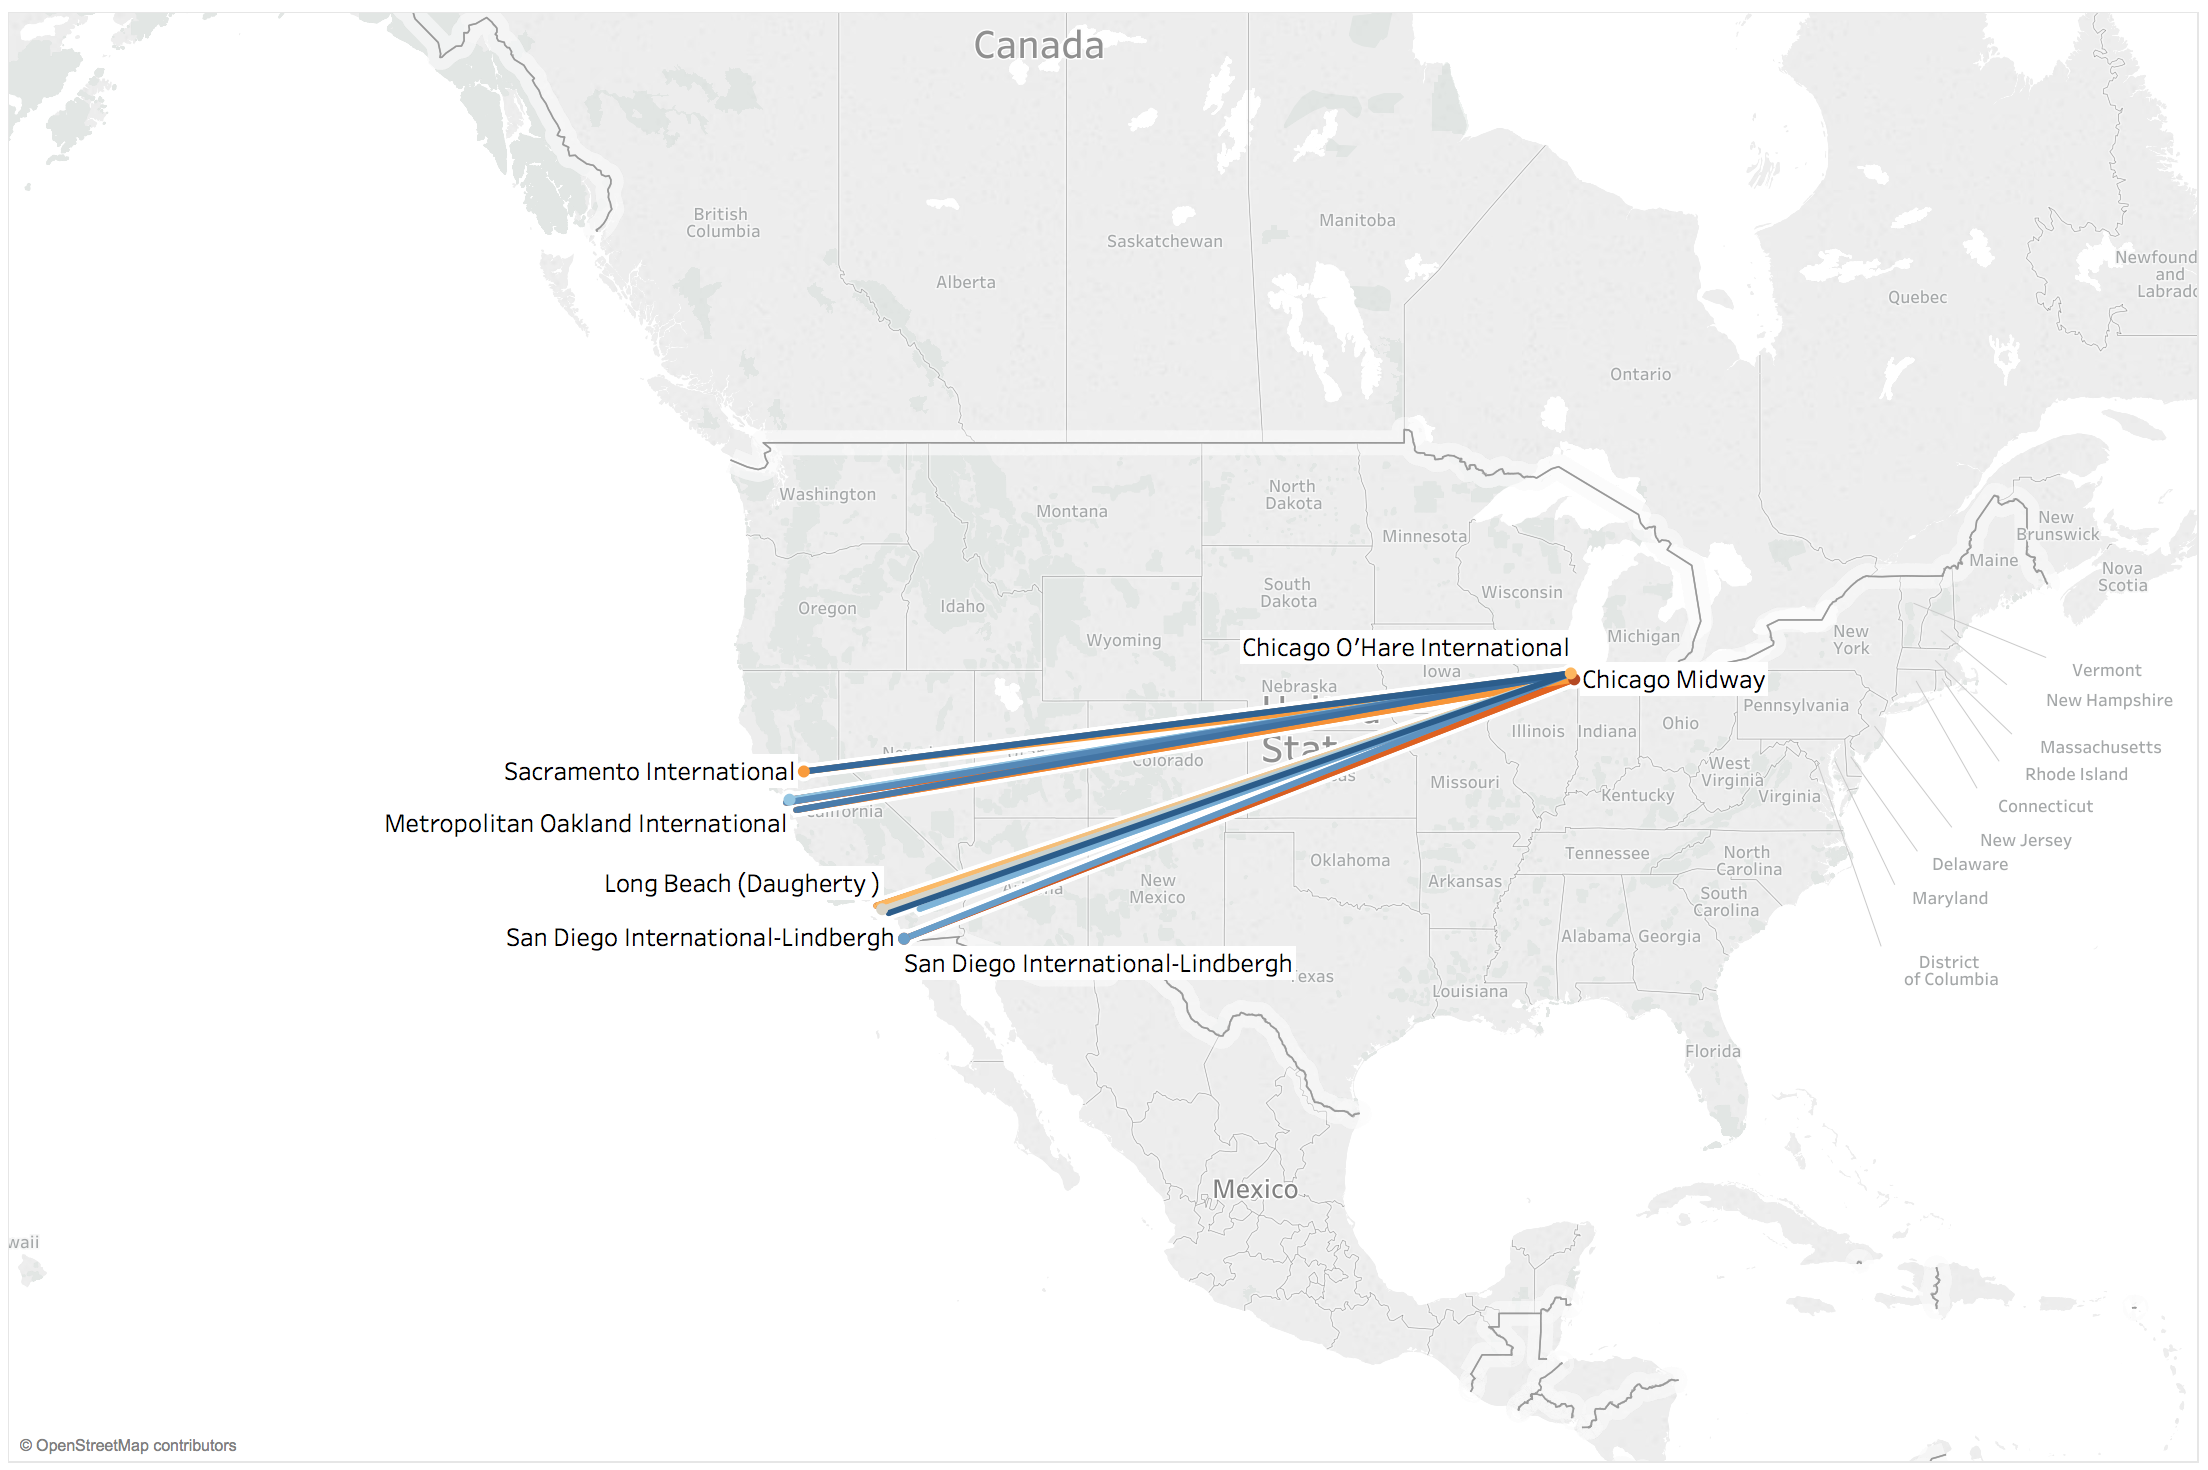 Canada
British
Columbia
Alberta
Saskatchewan
Manitoba
Ontario
Quebec
Newfound
and
Labrado
Washington
Montana
North
Dakota
Minnesota
New
Brunswick
Maine
Nova
Scotia
Oregon
Idaho
South
Dakota
Wisconsin
Wyoming
Michigan
New
York
Chicago O'Hare International
Iowa
Chicago Midway
Nebraska
Vermont
New Hampshire
Pennsylvania
Illinois
Indiana
Ohio
Massachusetts
Stat
Colorado
Sacramento International
Rhode Island
Missouri
West
Virginia
Virginia
Kentucky
Connecticut
Metropolitan Oakland International
California
New Jersey
Oklahoma
Tennessee
North
Carolina
Delaware
Long Beach (Daugherty )
New
Mexico
Arkansas
South
Carolina
Maryland
San Diego International-Lindbergh
Alabama
Georgia
San Diego International-Lindbergh
exas
Louisiana
District
of Columbia
Florida
Mexico
waii
© OpenStreetMap contributors